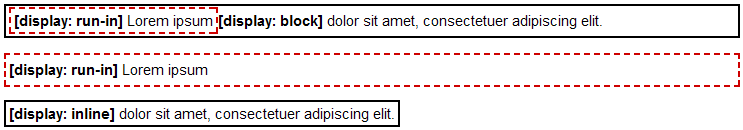 [display: run-in] Lorem ipsum [display: block] dolor sit amet, consectetuer adipiscing elit.
[display: run-in] Lorem ipsum
[display: inline] dolor sit amet, consectetuer adipiscing elit.